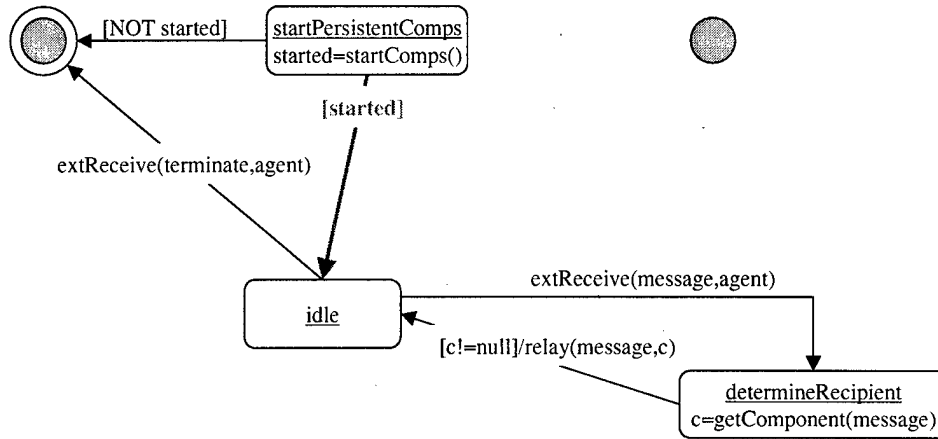 [NOT started]
startPersistentComps
started=startComps()
[started]
extReceive(terminate,agent)
extReceive(message,agent)
idle
[c!=null]/relay(message,c)
determineRecipient
c=getComponent(message)